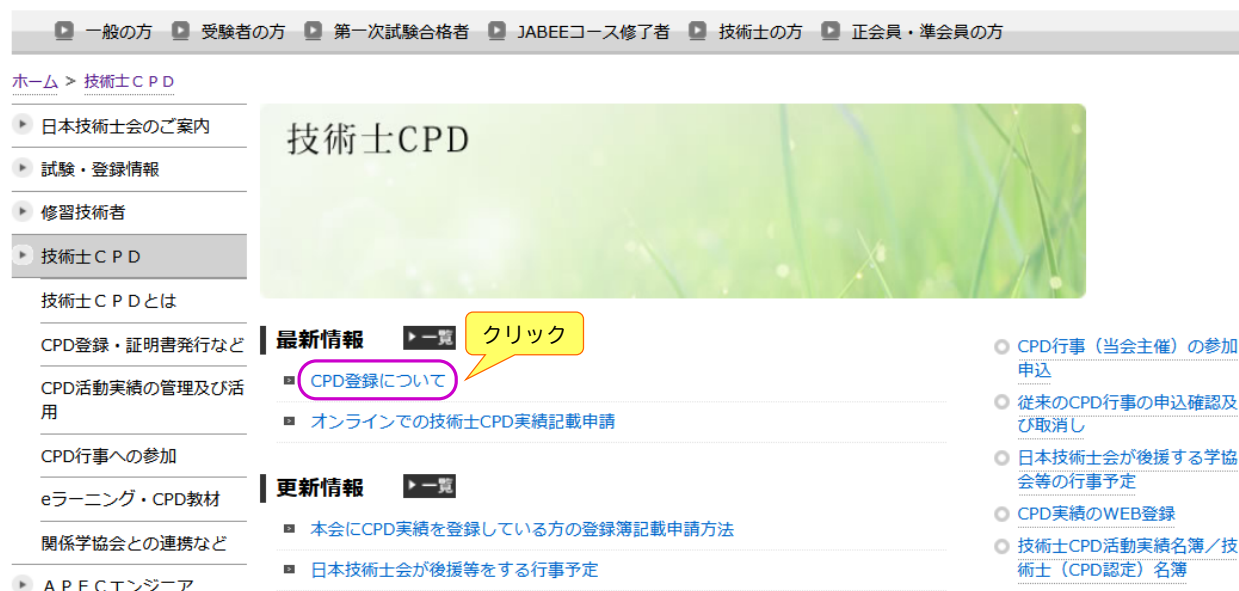 一般の方 受験者の方 第一次試験合格者 JABEEコース修了者 技術士の方 正会員・準会員の方
ホーム > 技術士ＣＰＤ
日本技術士会のご案内
試験・登録情報
修習技術者
技術士ＣＰＤ
技術士ＣＰＤとは
CPD登録・証明書発行など
CPD活動実績の管理及び活
用
CPD行事への参加
eラーニング・CPD教材
関係学協会との連携など
ＡＰＥＣエンジニア
技術士CPD
最新情報 一覧
クリック
CPD登録について
オンラインでの技術士CPD実績記載申請
更新情報 一覧
本会にCPD実績を登録している方の登録簿記載申請方法
日本技術士会が後援等をする行事予定
CPD行事（当会主催）の参加
申込
従来のCPD行事の申込確認及
び取消し
日本技術士会が後援する学協
会等の行事予定
CPD実績のWEB登録
技術士CPD活動実績名簿／技
術士（CPD認定）名簿